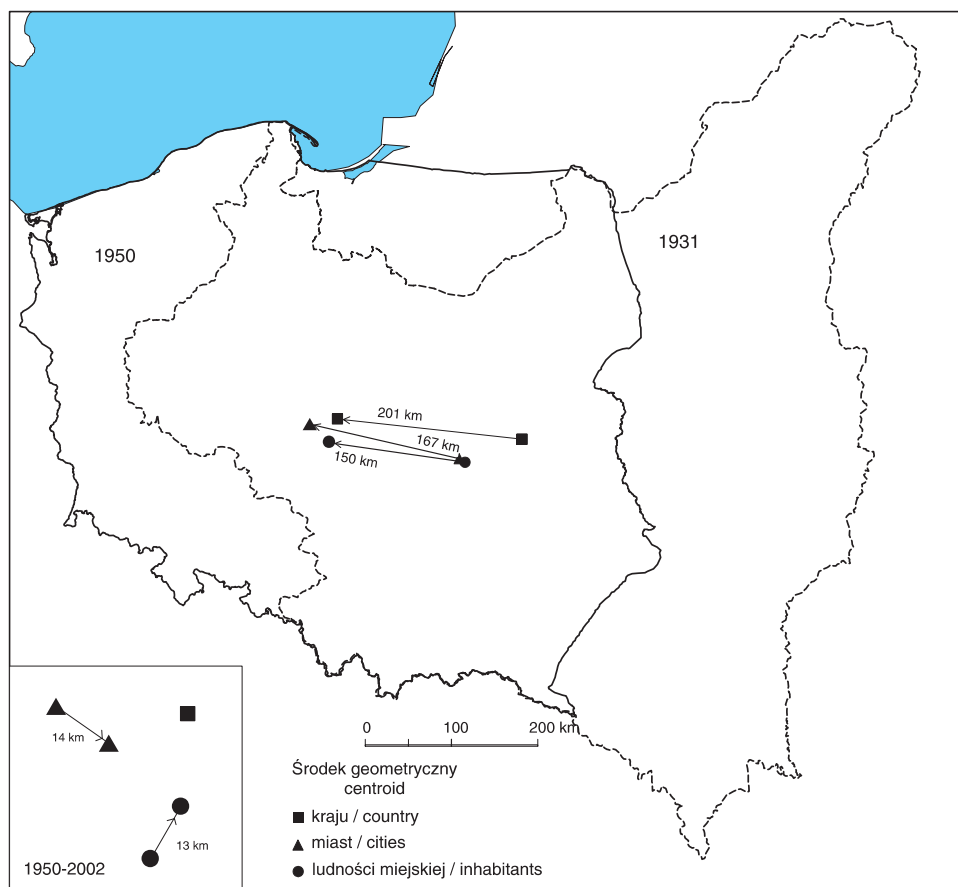 1931
1950
201 km
167 km
150 km
0 100 200 km
Środek geometryczny
centroid
kraju / country
miast / cities
ludności miejskiej / inhabitants
14 km
13 km
1950-2002